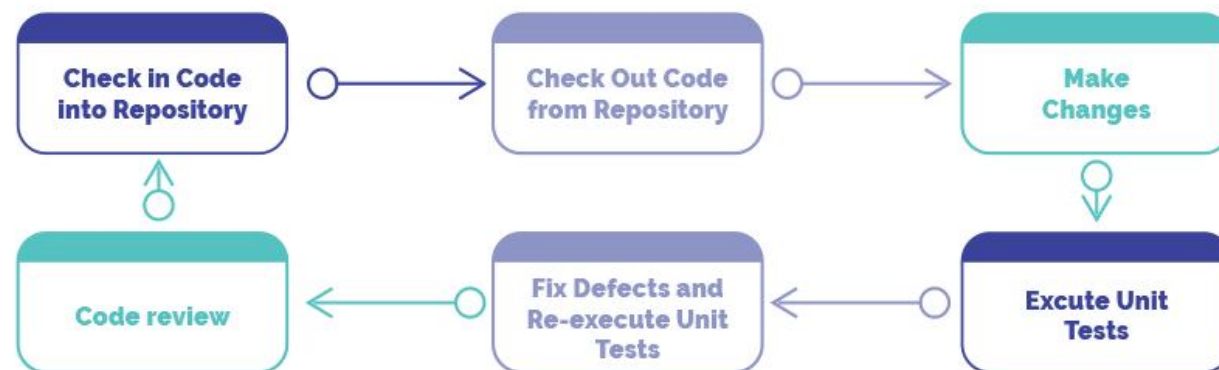 Check in Code
into Repository
Check Out Code
from Repository
Make
Changes
Code review
Fix Defects and
Re-execute Unit
Tests
Excute Unit
Tests